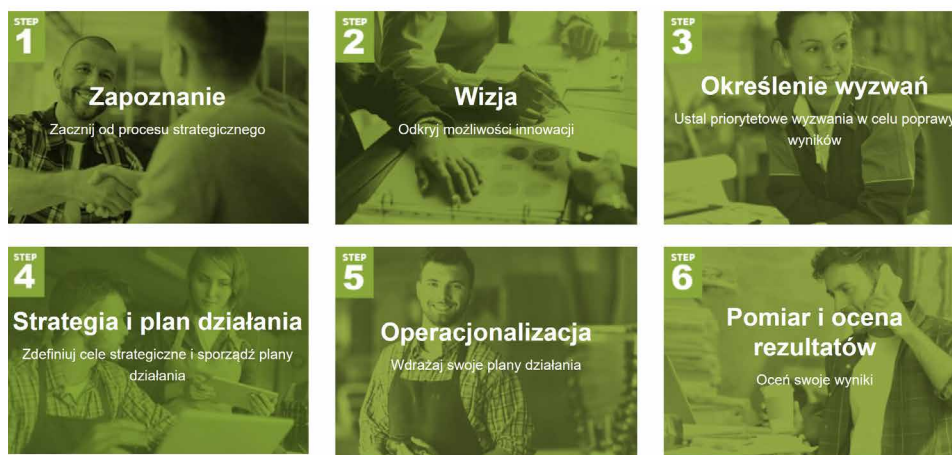 STEP
1
Zapoznanie
Zacznij od procesu strategicznego
STEP
2
Wizja
Odkryj możliwości innowacji
STEP
3
Określenie wyzwań
Ustal priorytetowe wyzwania w celu poprawy
wyników
STEP
4
Strategia i plan działania
Zdefiniuj cele strategiczne i sporządź plany
działania
STEP
5
Operacjonalizacja
Wdrażaj swoje plany działania
STEP
6
Pomiar i ocena
rezultatów
Oceń swoje wyniki